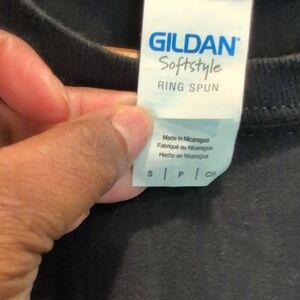 GILDAN
Softstyle
RING SPUN
Made in Nicaragua
Fabriqué au Nicaragua
Hecho en Nicaragua
S | P | CH